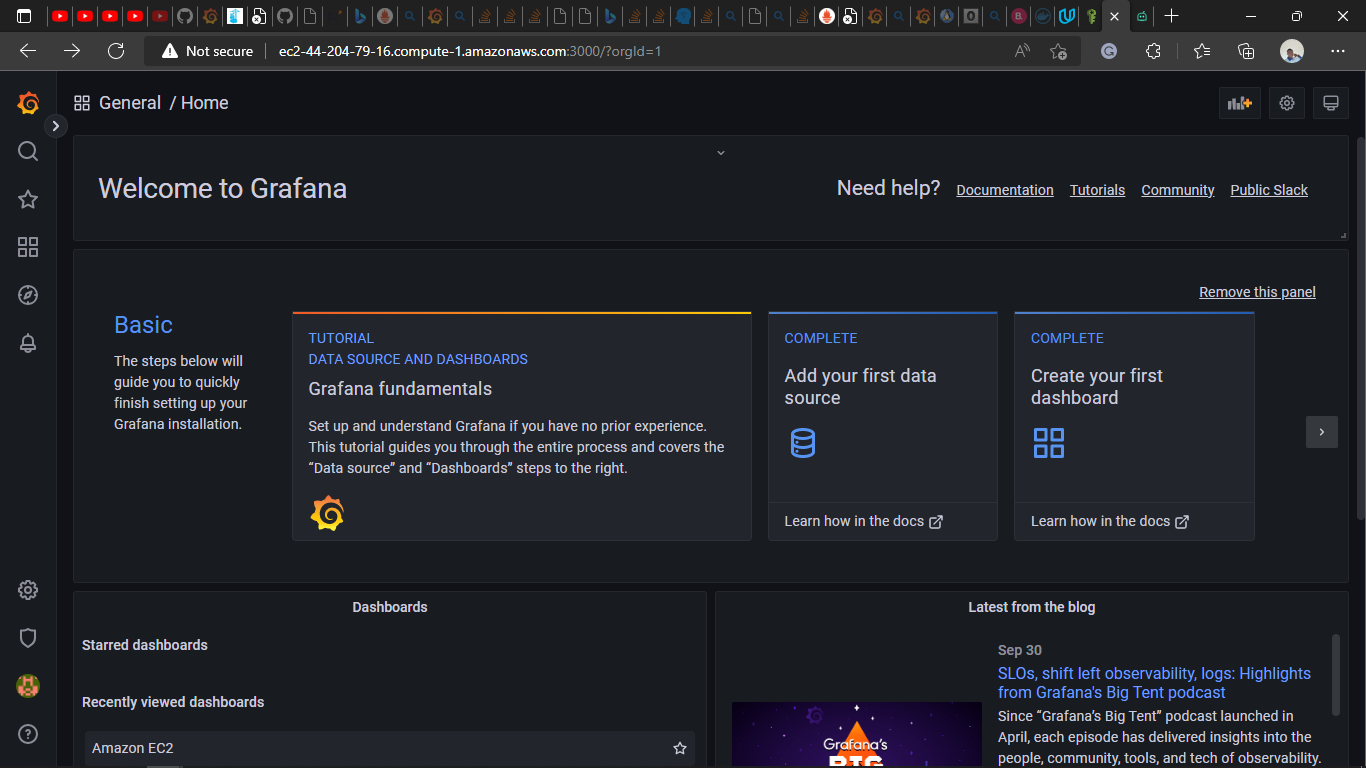 Not secure
ec2-44-204-79-16.compute-1.amazonaws.com:3000/?orgId=1
General / Home
Welcome to Grafana
Need help? Documentation Tutorials Community Public Slack
Remove this panel
Basic
The steps below will
guide you to quickly
finish setting up your
Grafana installation.
TUTORIAL
DATA SOURCE AND DASHBOARDS
Grafana fundamentals
Set up and understand Grafana if you have no prior experience.
This tutorial guides you through the entire process and covers the
“Data source” and “Dashboards” steps to the right.
COMPLETE
Add your first data
source
Learn how in the docs
COMPLETE
Create your first
dashboard
Learn how in the docs
Dashboards
Starred dashboards
Recently viewed dashboards
Amazon EC2
Latest from the blog
Sep 30
SLOs, shift left observability, logs: Highlights
from Grafana's Big Tent podcast
Since “Grafana’s Big Tent” podcast launched in
April, each episode has delivered insights into the
people, community, tools, and tech of observability.
Grafana's
BIG